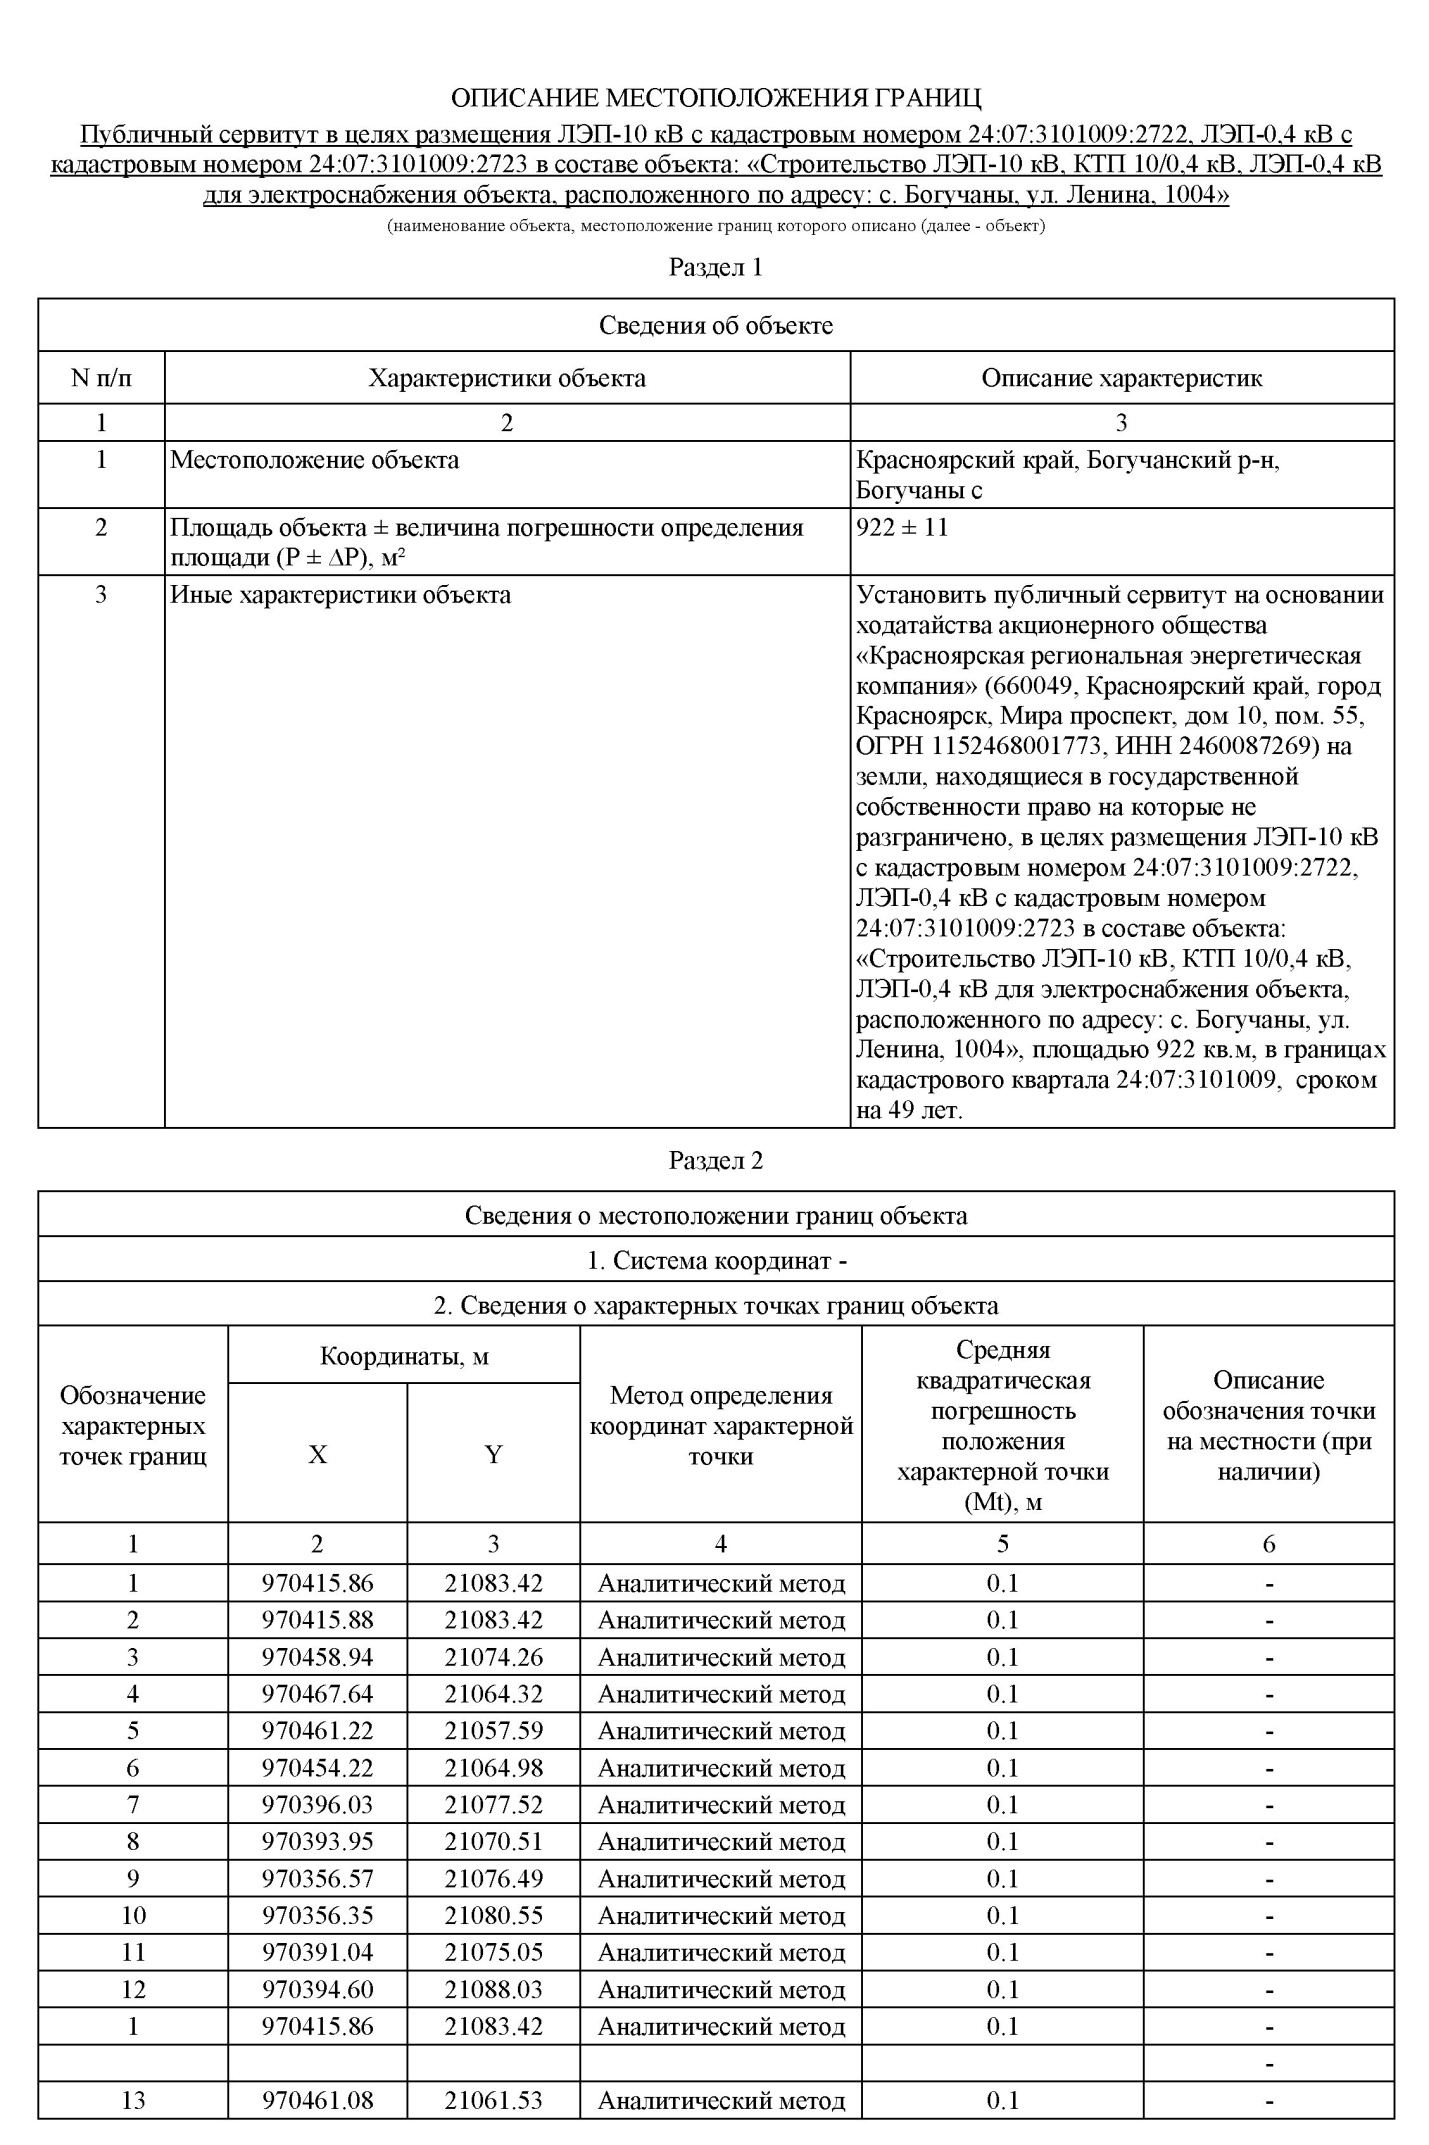 ОПИСАНИЕ МЕСТОПОЛОЖЕНИЯ ГРАНИЦ
Публичный сервитут в целях размещения ЛЭП-10 кВ с кадастровым номером 24:07:3101009:2722, ЛЭП-0,4 кВ с
кадастровым номером 24:07:3101009:2723 в составе объекта: «Строительство ЛЭП-10 кВ, КТП 10/0,4 кВ, ЛЭП-0,4 кВ
для электроснабжения объекта, расположенного по адресу: с. Богучаны, ул. Ленина, 1004»
(наименование объекта, местоположение границ которого описано (далее - объект)
Раздел 1
Сведения об объекте
N п/п Характеристики объекта Описание характеристик
1 2 3
1 Местоположение объекта Красноярский край, Богучанский р-н,
Богучаны с
2 Площадь объекта ± величина погрешности определения 922 ± 11
площади (Р ± ΔР), м²
3 Иные характеристики объекта Установить публичный сервитут на основании
ходатайства акционерного общества
«Красноярская региональная энергетическая
компания» (660049, Красноярский край, город
Красноярск, Мира проспект, дом 10, пом. 55,
ОГРН 1152468001773, ИНН 2460087269) на
земли, находящиеся в государственной
собственности право на которые не
разграничено, в целях размещения ЛЭП-10 кВ
с кадастровым номером 24:07:3101009:2722,
ЛЭП-0,4 кВ с кадастровым номером
24:07:3101009:2723 в составе объекта:
«Строительство ЛЭП-10 кВ, КТП 10/0,4 кВ,
ЛЭП-0,4 кВ для электроснабжения объекта,
расположенного по адресу: с. Богучаны, ул.
Ленина, 1004», площадью 922 кв.м, в границах
кадастрового квартала 24:07:3101009, сроком
на 49 лет.
Раздел 2
Сведения о местоположении границ объекта
1. Система координат -
2. Сведения о характерных точках границ объекта
Обозначение
характерных
точек границ
Координаты, м
X Y
Метод определения
координат характерной
точки
Средняя
квадратическая
погрешность
положения
характерной точки
(Mt), м
Описание
обозначения точки
на местности (при
наличии)
1 2 3 4 5 6
1 970415.86 21083.42 Аналитический метод 0.1 -
2 970415.88 21083.42 Аналитический метод 0.1 -
3 970458.94 21074.26 Аналитический метод 0.1 -
4 970467.64 21064.32 Аналитический метод 0.1 -
5 970461.22 21057.59 Аналитический метод 0.1 -
6 970454.22 21064.98 Аналитический метод 0.1 -
7 970396.03 21077.52 Аналитический метод 0.1 -
8 970393.95 21070.51 Аналитический метод 0.1 -
9 970356.57 21076.49 Аналитический метод 0.1 -
10 970356.35 21080.55 Аналитический метод 0.1 -
11 970391.04 21075.05 Аналитический метод 0.1 -
12 970394.60 21088.03 Аналитический метод 0.1 -
1 970415.86 21083.42 Аналитический метод 0.1 -
-
13 970461.08 21061.53 Аналитический метод 0.1 -